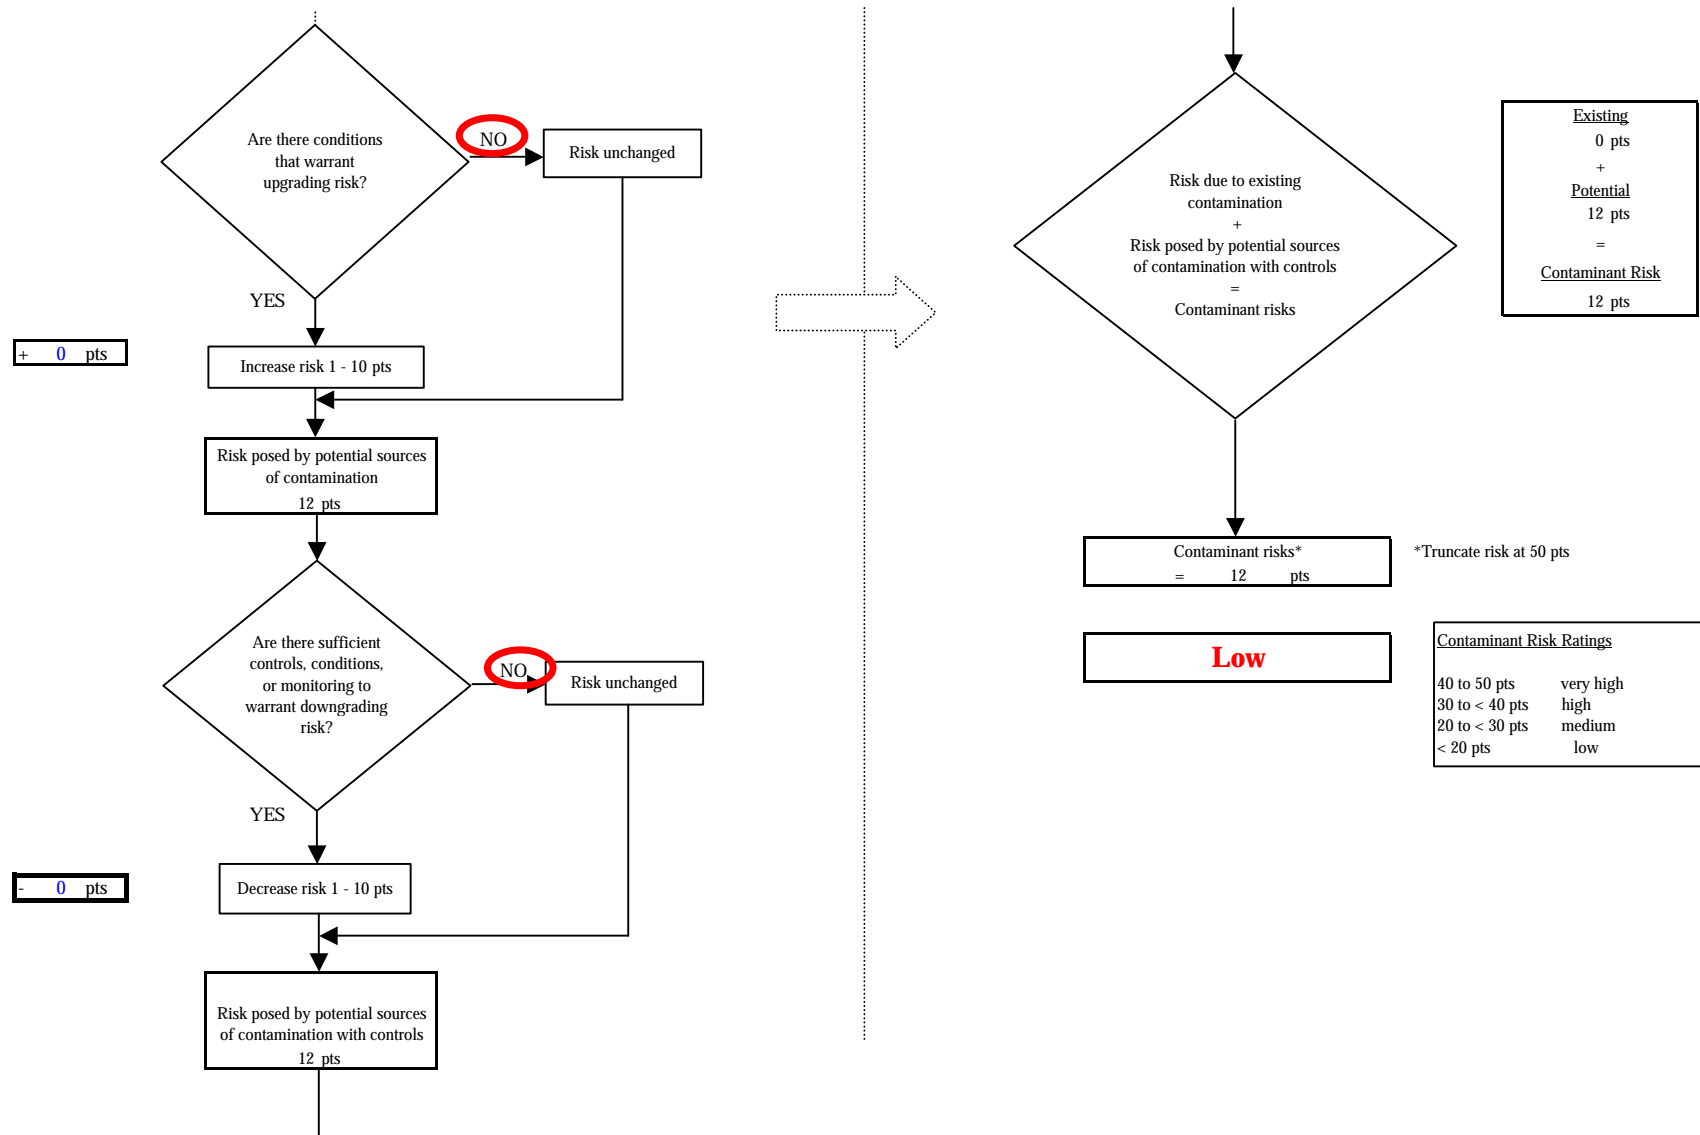 Are there conditions
that warrant
upgrading risk?
NO
Risk unchanged
YES
+ 0 pts
Increase risk 1 - 10 pts
Risk posed by potential sources
of contamination
12 pts
Are there sufficient
controls, conditions,
or monitoring to
warrant downgrading
risk?
NO
Risk unchanged
YES
- 0 pts
Decrease risk 1 - 10 pts
Risk posed by potential sources
of contamination with controls
12 pts
Risk due to existing
contamination
+
Risk posed by potential sources
of contamination with controls
=
Contaminant risks
Existing
0 pts
+
Potential
12 pts
=
Contaminant Risk
12 pts
Contaminant risks*
= 12 pts
*Truncate risk at 50 pts
Low
Contaminant Risk Ratings
40 to 50 pts very high
30 to < 40 pts high
20 to < 30 pts medium
< 20 pts low